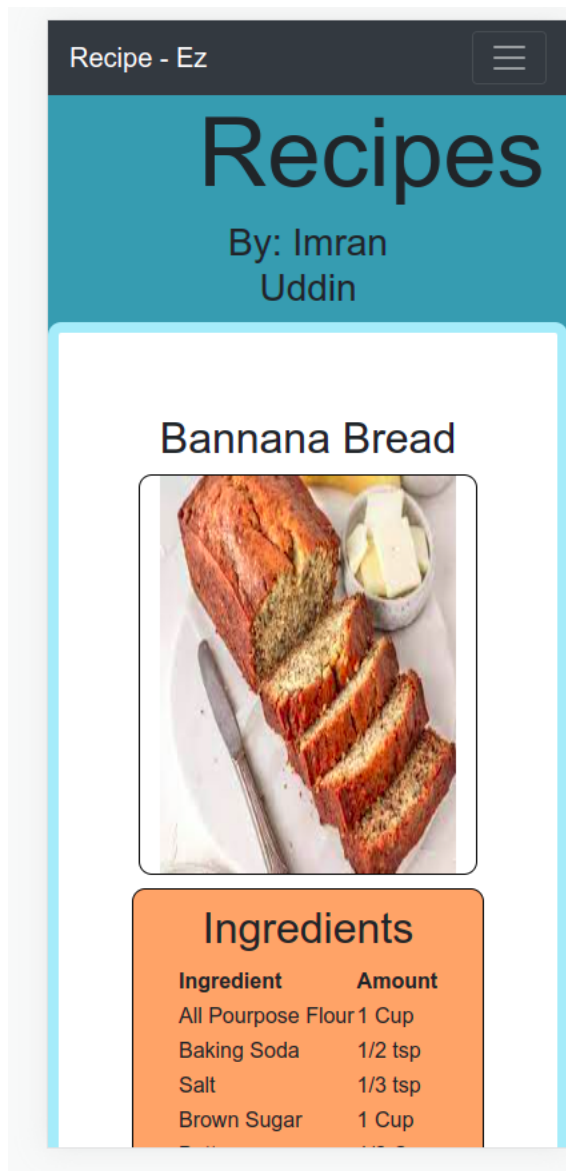 Recipe - Ez
Recipes
By: Imran
Uddin
Bannana Bread
Ingredients
Ingredient Amount
All Pourpose Flour 1 Cup
Baking Soda 1/2 tsp
Salt 1/3 tsp
Brown Sugar 1 Cup